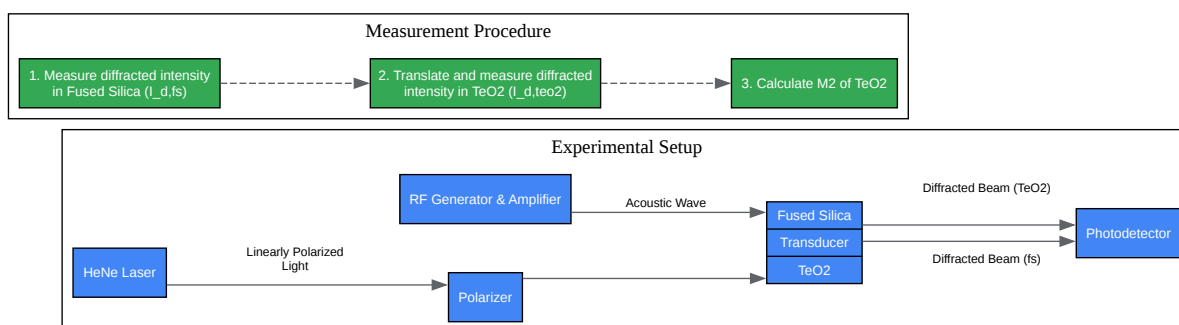 Measurement Procedure
1. Measure diffracted intensity
in Fused Silica (I_d,fs)
2. Translate and measure diffracted
intensity in TeO2 (I_d,teo2)
3. Calculate M2 of TeO2
Experimental Setup
RF Generator & Amplifier
Acoustic Wave
Fused Silica
Transducer
TeO2
Diffracted Beam (TeO2)
Diffracted Beam (fs)
Photodetector
HeNe Laser
Linearly Polarized
Light
Polarizer